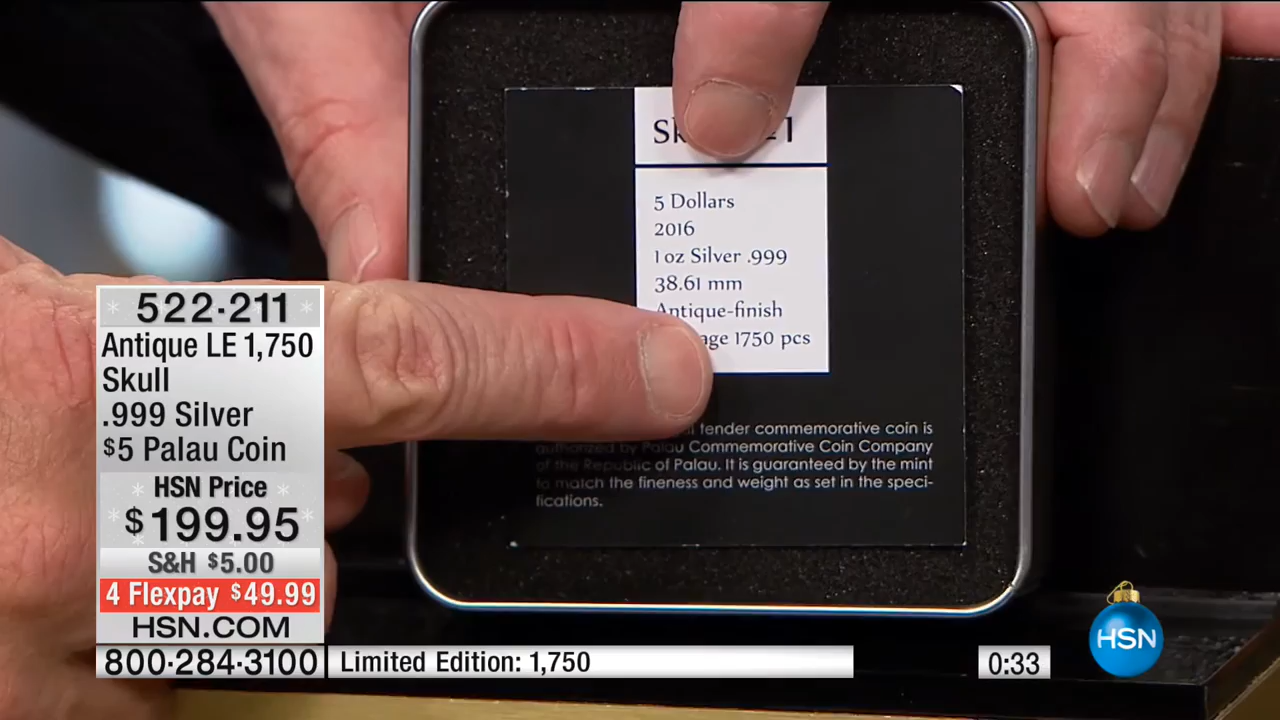 Sk #1
5 Dollars
2016
1 oz Silver .999
38.61 mm
Antique-finish
age 1750 pcs
tender commemorative coin is
authorized by Palau Commemorative Coin Company
of the Republic of Palau. It is guaranteed by the mint
to match the fineness and weight as set in the speci-
fications.
522-211
Antique LE 1,750
Skull
.999 Silver
$5 Palau Coin
HSN Price
$199.95
S&H $5.00
4 Flexpay $49.99
HSN.COM
800-284-3100
Limited Edition: 1,750
0:33
HSN